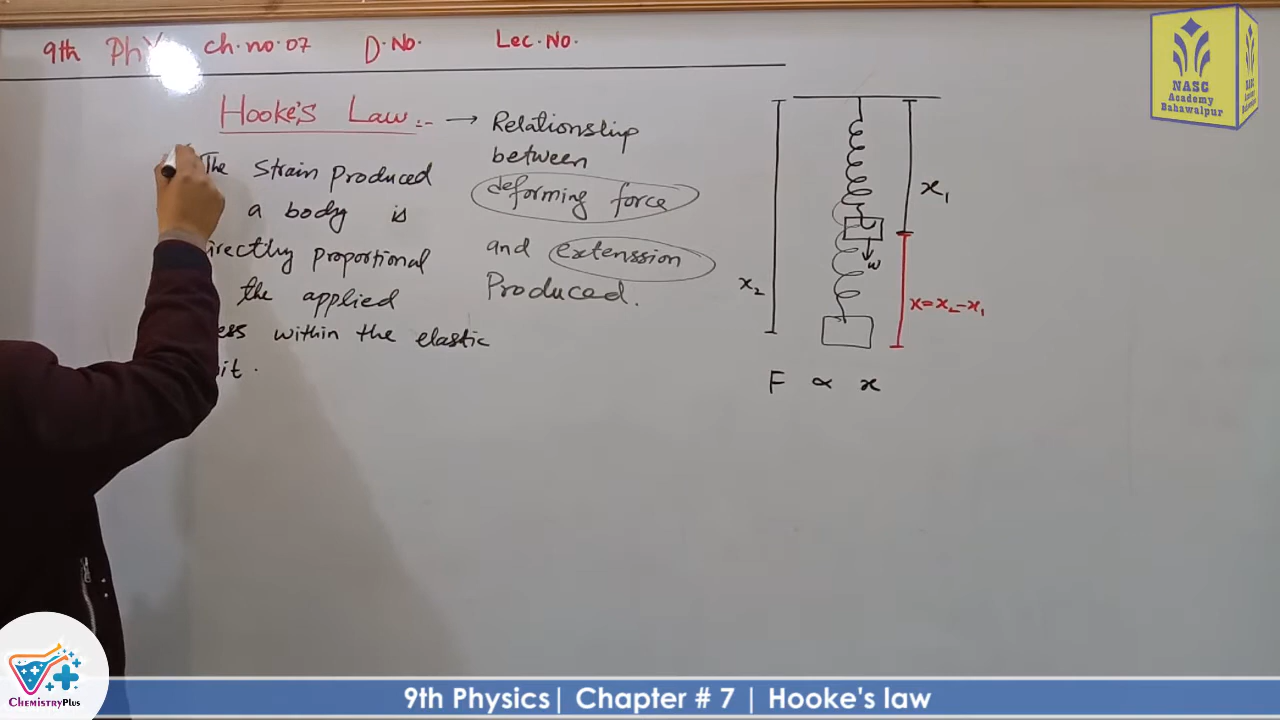 9th Phy ch.no.07 D.No. Lec.No.
NASC
Academy
Bahawalpur
Hooke's Law :-
→ Relationship
between
deforming force
and extenssion
Produced.
The Strain produced
a body is
irectly proportional
the applied
ess within the elastic
it.
x₁
w
x₂
x=x₂-x₁
F ∝ x
ChemistryPlus
9th Physics| Chapter # 7 | Hooke's law